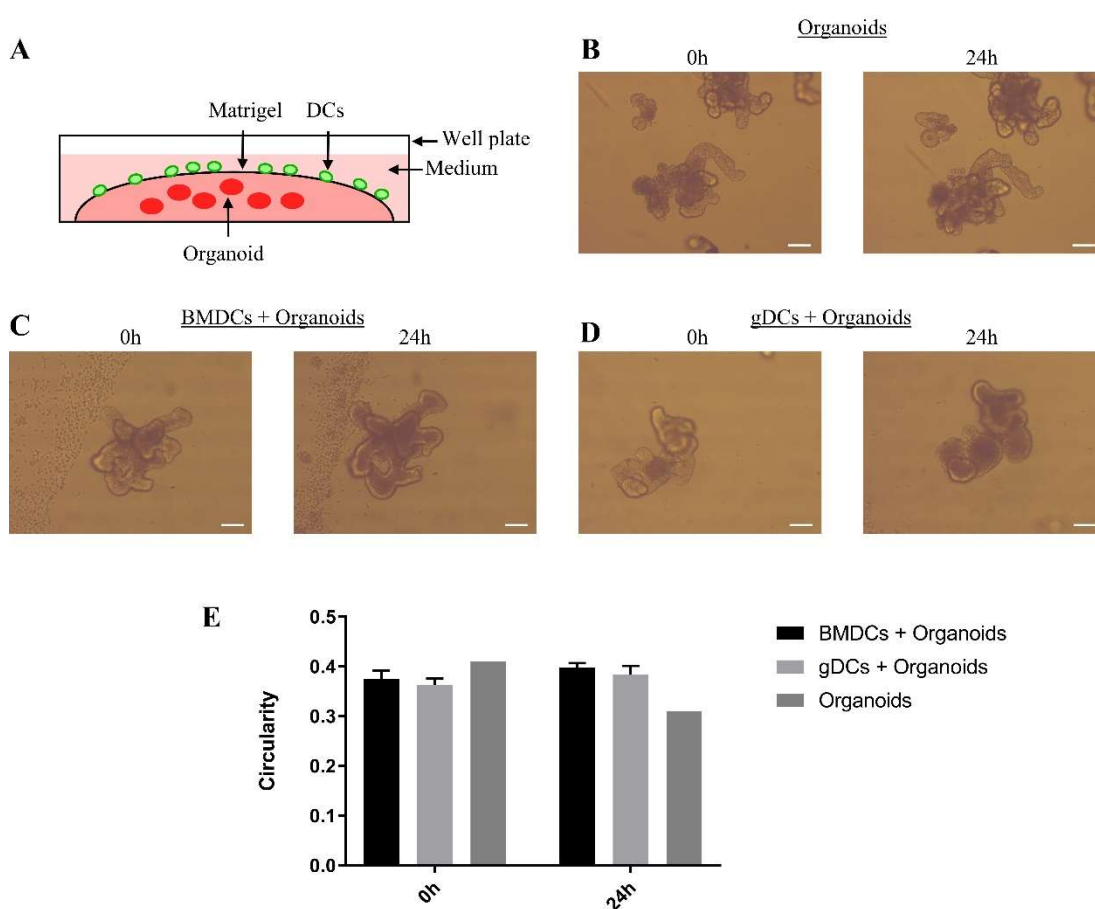 A
Matrigel
DCs
Well plate
Medium
Organoid
Organoids
B
0h
24h
C
BMDCs + Organoids
0h
24h
D
gDCs + Organoids
0h
24h
E
Circularity
0.5
0.4
0.3
0.2
0.1
0.0
0h
24h
BMDCs + Organoids
gDCs + Organoids
Organoids